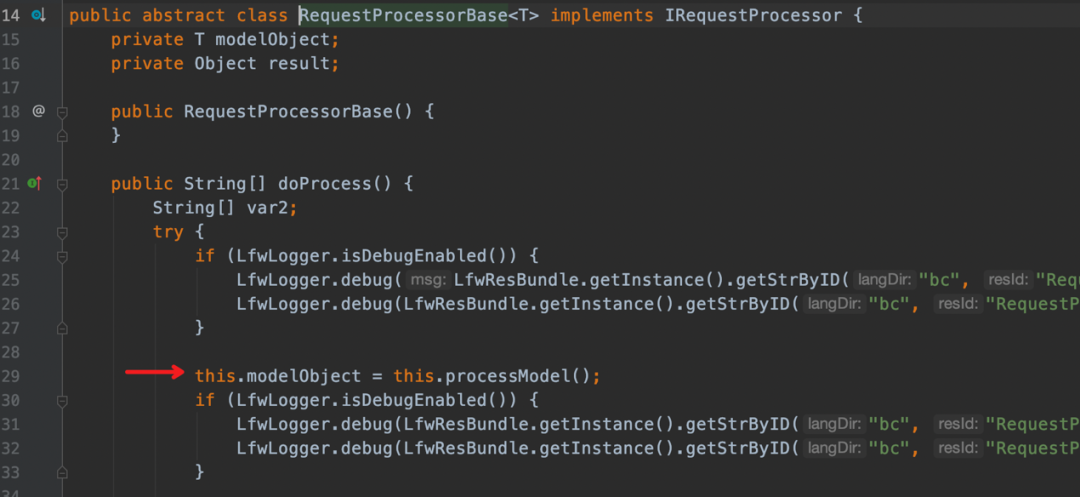 14 public abstract class RequestProcessorBase<T> implements IRequestProcessor {
15 private T modelObject;
16 private Object result;
17
18 @ public RequestProcessorBase() {
19 }
20
21 public String[] doProcess() {
22 String[] var2;
23 try {
24 if (LfwLogger.isDebugEnabled()) {
25 LfwLogger.debug( msg: LfwResBundle.getInstance().getStrByID( langDir: "bc", resId: "Req
26 LfwLogger.debug(LfwResBundle.getInstance().getStrByID( langDir: "bc", resId: "RequestP
27 }
28
29 this.modelObject = this.processModel();
30 if (LfwLogger.isDebugEnabled()) {
31 LfwLogger.debug(LfwResBundle.getInstance().getStrByID( langDir: "bc", resId: "RequestP
32 LfwLogger.debug(LfwResBundle.getInstance().getStrByID( langDir: "bc", resId: "RequestP
33 }